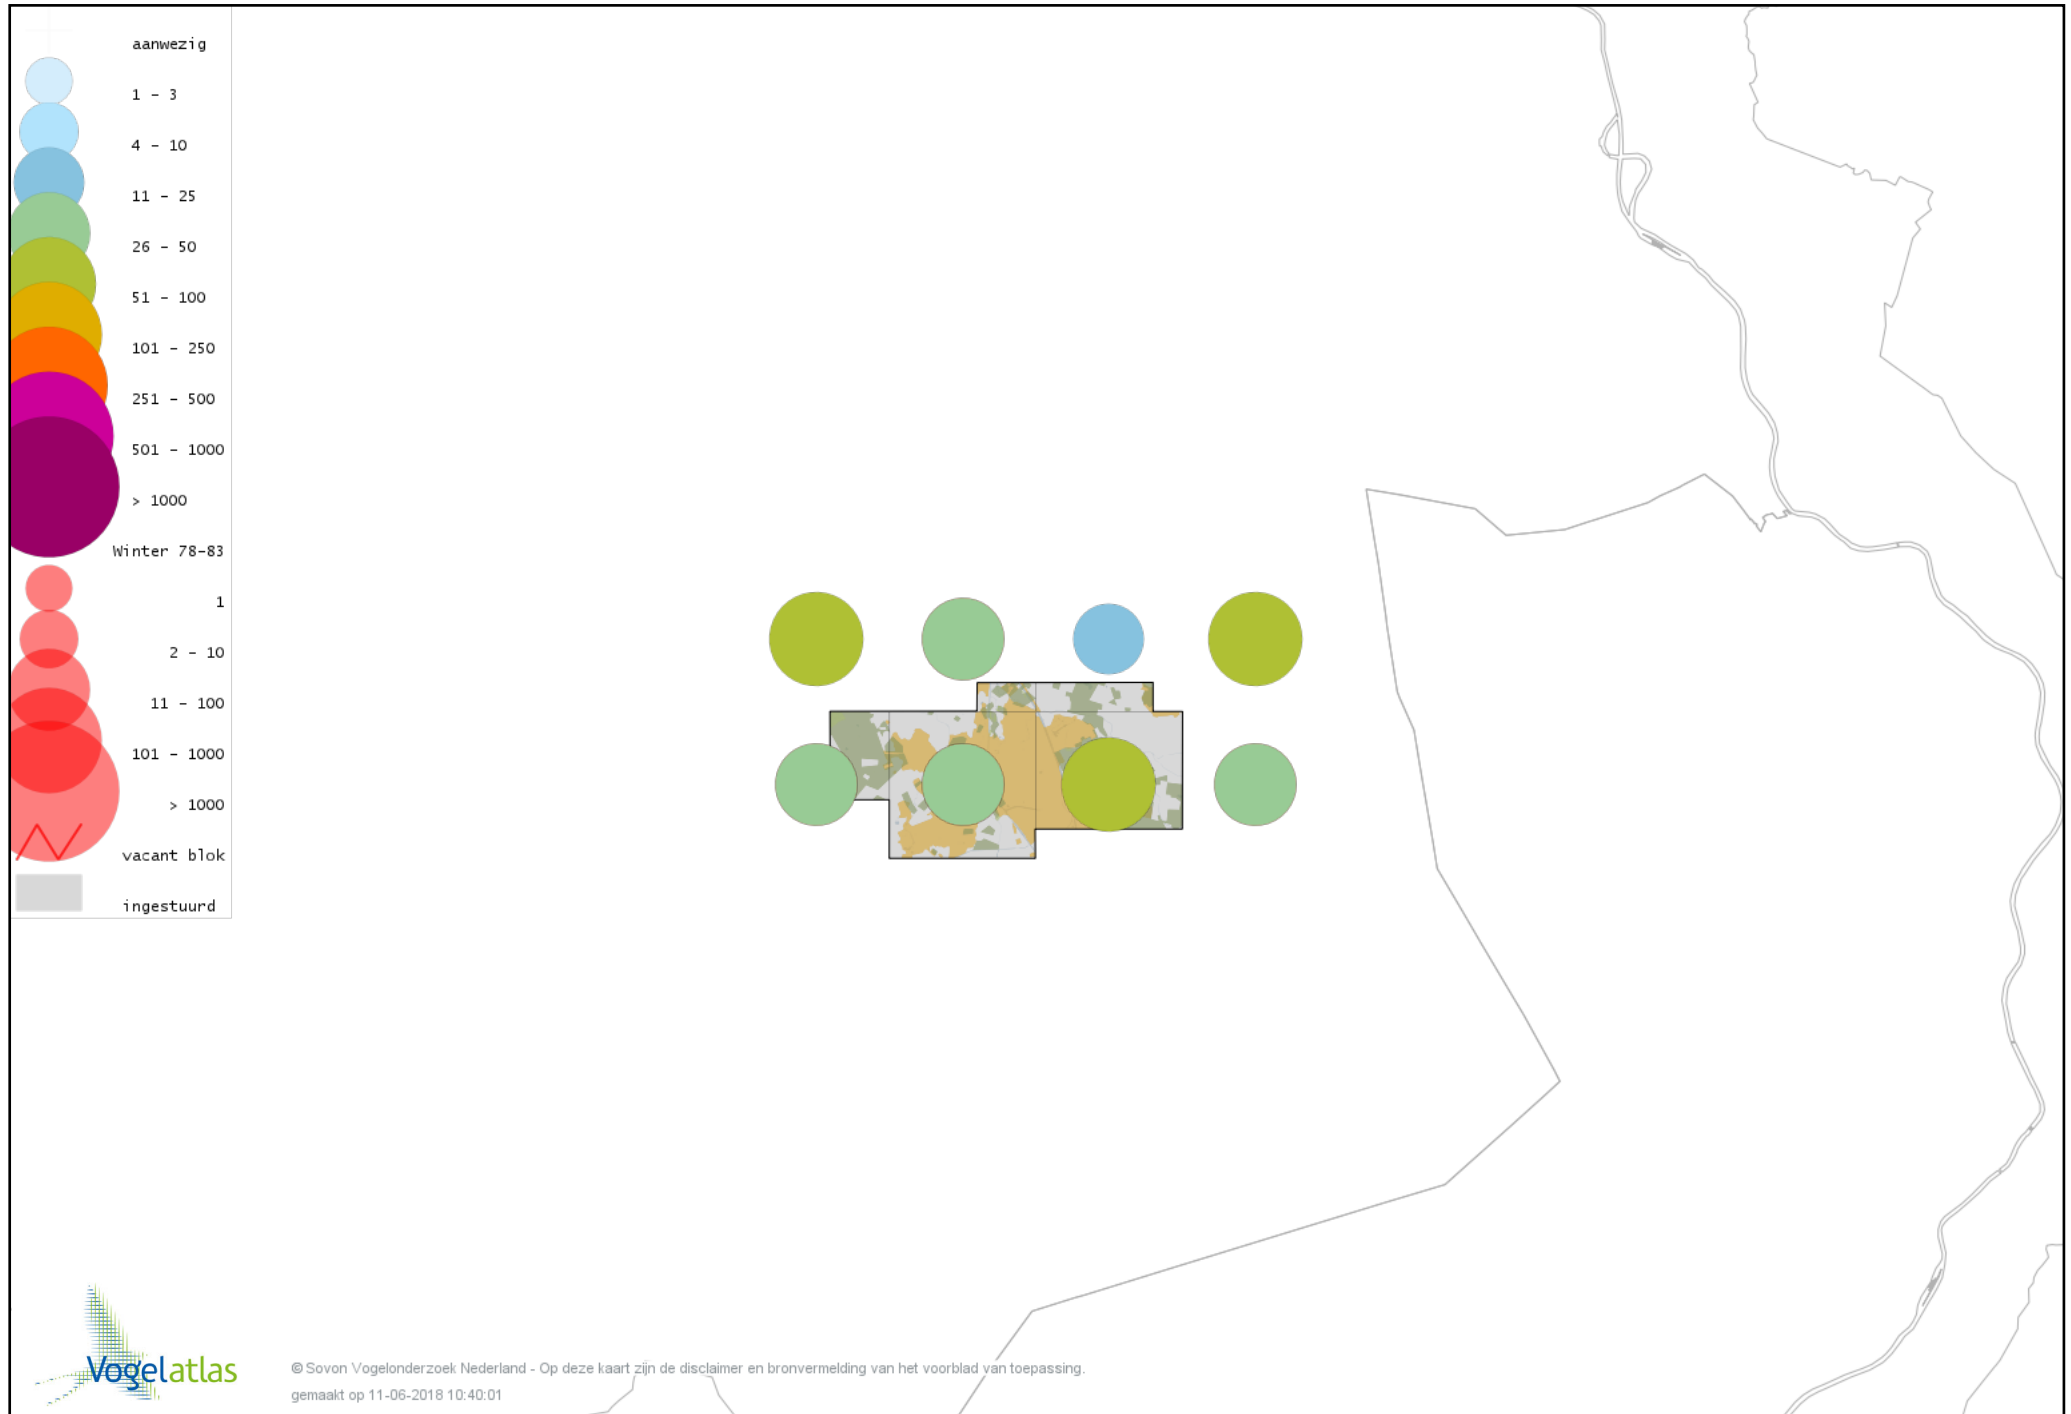 aanwezig
1 - 3
4 - 10
11 - 25
26 - 50
51 - 100
101 - 250
251 - 500
501 - 1000
> 1000
Winter 78-83
1
2 - 10
11 - 100
101 - 1000
> 1000
vacant blok
ingestuurd
Vogelatlas
© Sovon Vogelonderzoek Nederland - Op deze kaart zijn de disclaimer en bronvermelding van het voorblad van toepassing.
gemaakt op 11-06-2018 10:40:01